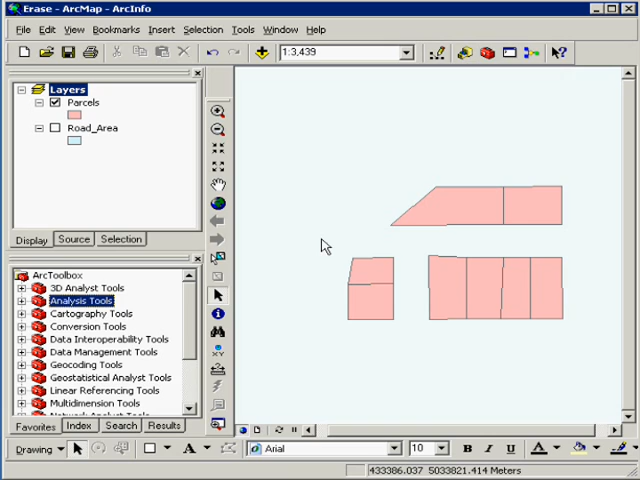 Erase - ArcMap - ArcInfo
File Edit View Bookmarks Insert Selection Tools Window Help
1:3,439
Layers
Parcels
Road_Area
Display Source Selection
ArcToolbox
3D Analyst Tools
Analysis Tools
Cartography Tools
Conversion Tools
Data Interoperability Tools
Data Management Tools
Geocoding Tools
Geostatistical Analyst Tools
Linear Referencing Tools
Multidimension Tools
Network Analyst Tools
Favorites Index Search Results
Drawing Arial 10 B I U A
433386.037 5033821.414 Meters